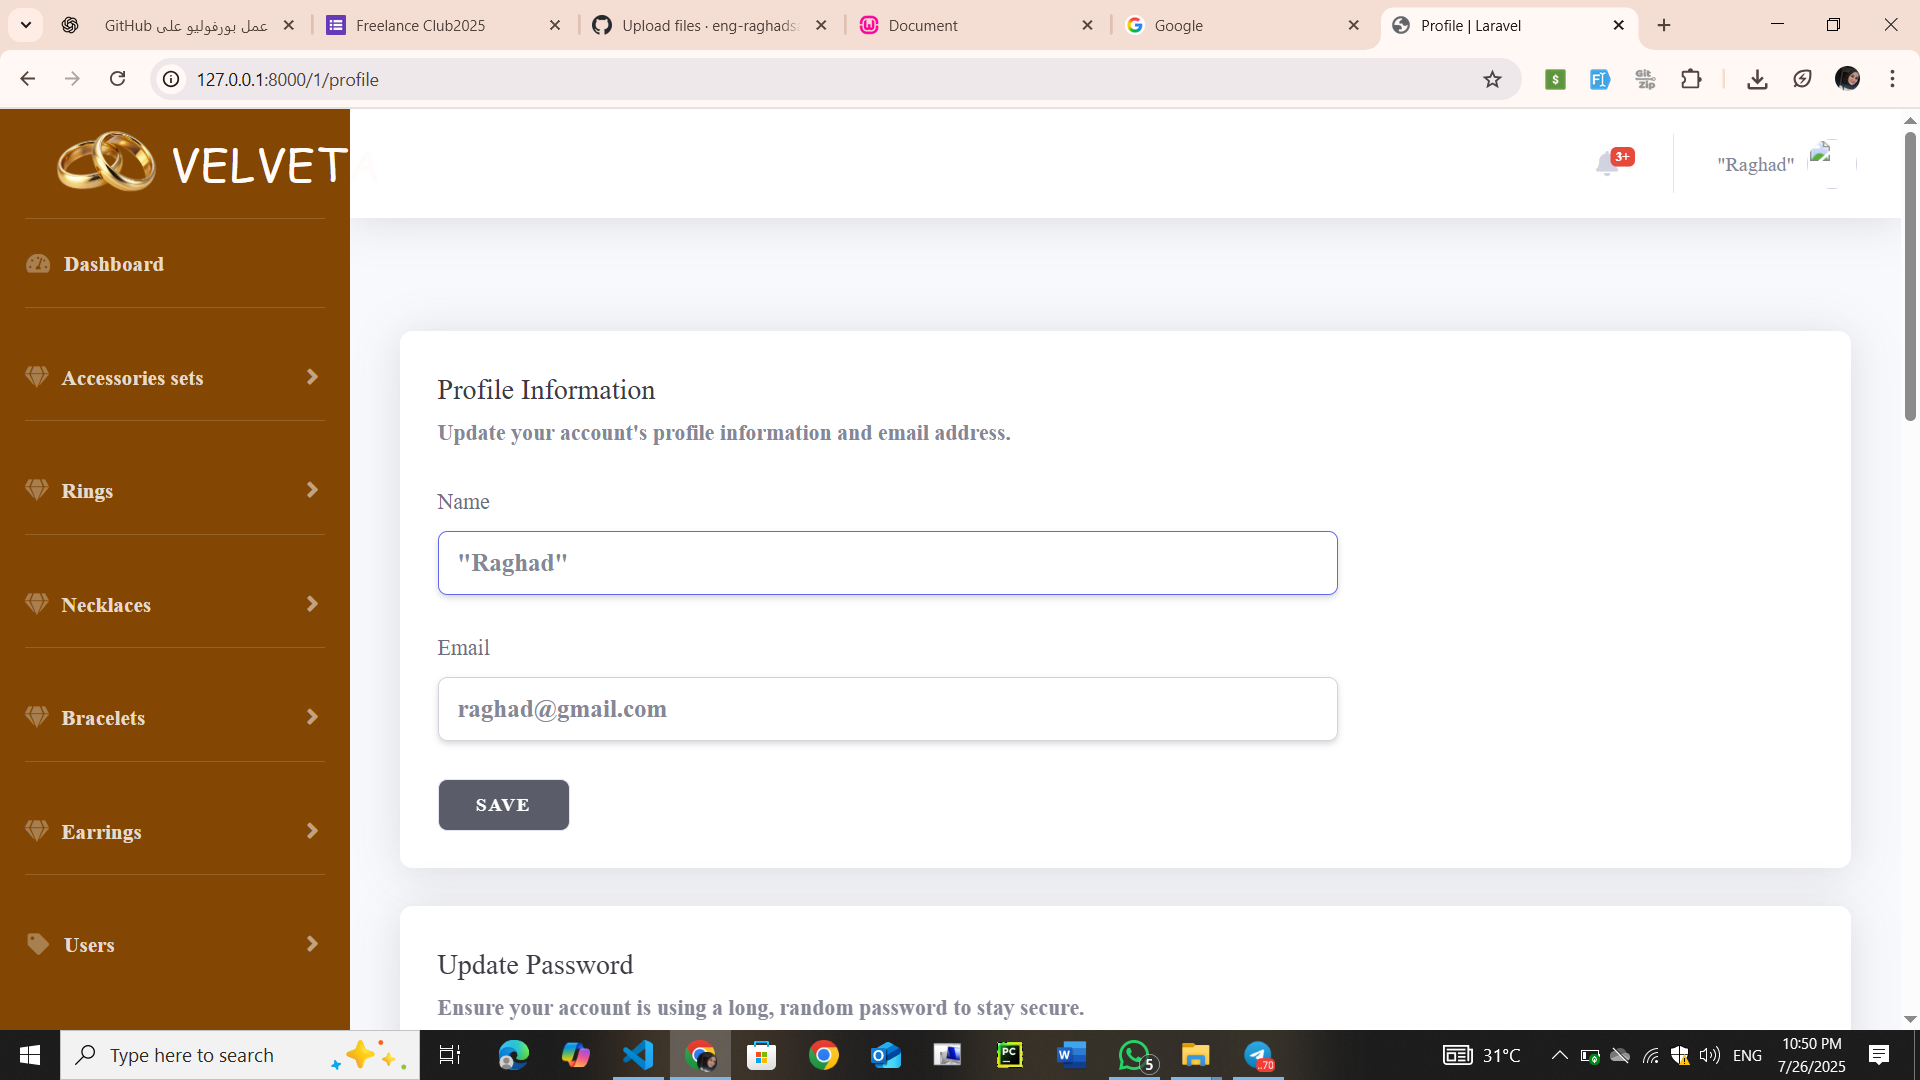 GitHub عمل بورفوليو على
Freelance Club2025
Upload files · eng-raghads
Document
Google
Profile | Laravel
127.0.0.1:8000/1/profile
VELVETA
3+
"Raghad"
Dashboard
Accessories sets
Rings
Necklaces
Bracelets
Earrings
Users
Profile Information
Update your account's profile information and email address.
Name
"Raghad"
Email
raghad@gmail.com
SAVE
Update Password
Ensure your account is using a long, random password to stay secure.
Type here to search
5
31°C
ENG
10:50 PM
7/26/2025